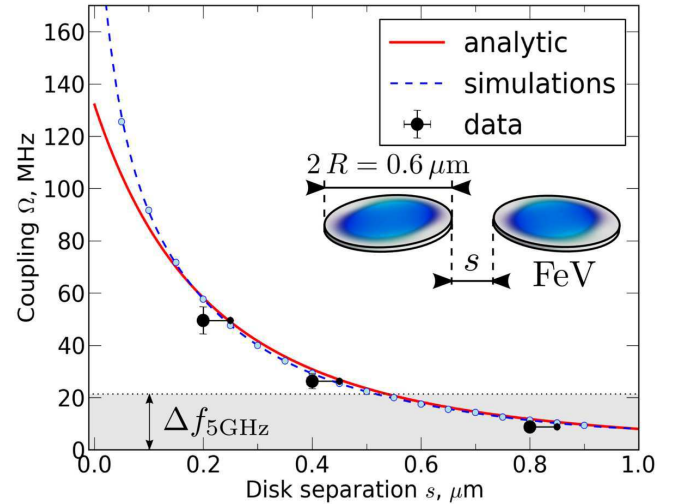 160
140
120
100
80
60
40
20
0
Coupling Ω, MHz
analytic
simulations
data
2 R = 0.6 μm
s
FeV
Δf5GHz
0.0 0.2 0.4 0.6 0.8 1.0
Disk separation s, μm